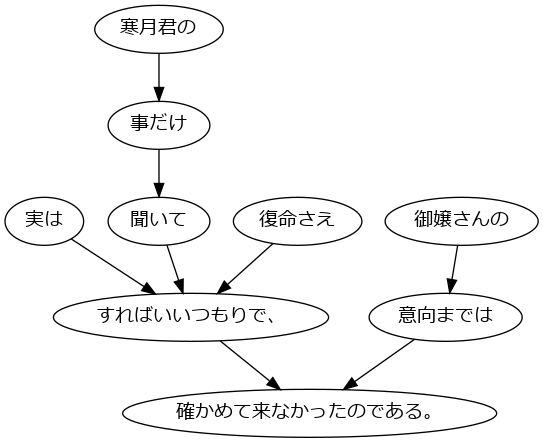 寒月君の
事だけ
実は
聞いて
復命さえ
御嬢さんの
すればいいつもりで、
意向までは
確かめて来なかったのである。